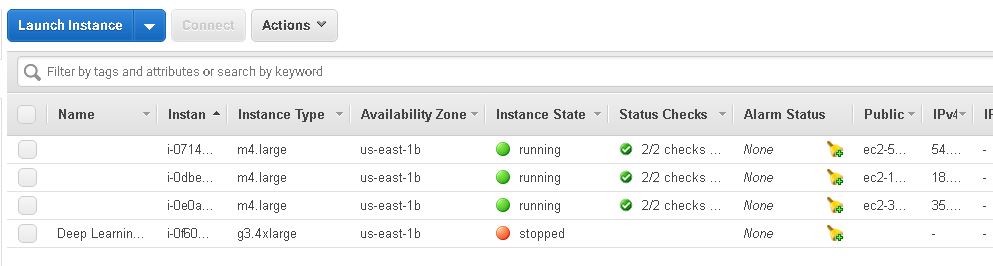 Launch Instance Connect Actions
Filter by tags and attributes or search by keyword
Name Instan Instance Type Availability Zone Instance State Status Checks Alarm Status Public IPv4 IP
i-0714... m4.large us-east-1b running 2/2 checks ... None ec2-5... 54.... -
i-0dbe... m4.large us-east-1b running 2/2 checks ... None ec2-1... 18.... -
i-0e0a... m4.large us-east-1b running 2/2 checks ... None ec2-3... 35.... -
Deep Learnin... i-0f60... g3.4xlarge us-east-1b stopped None - -